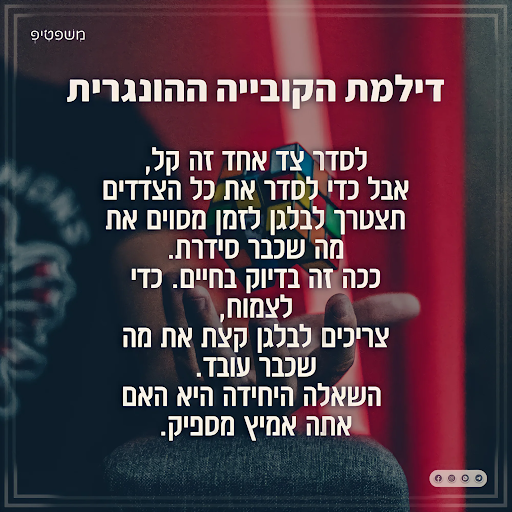 משפטיפ
דילמת הקובייה ההונגרית
לסדר צד אחד זה קל,
אבל כדי לסדר את כל הצדדים
תצטרך לבלגן לזמן מסוים את
מה שכבר סידרת.
ככה זה בדיוק בחיים. כדי
לצמוח,
צריכים לבלגן קצת את מה
שכבר עובד.
השאלה היחידה היא האם
אתה אמיץ מספיק.